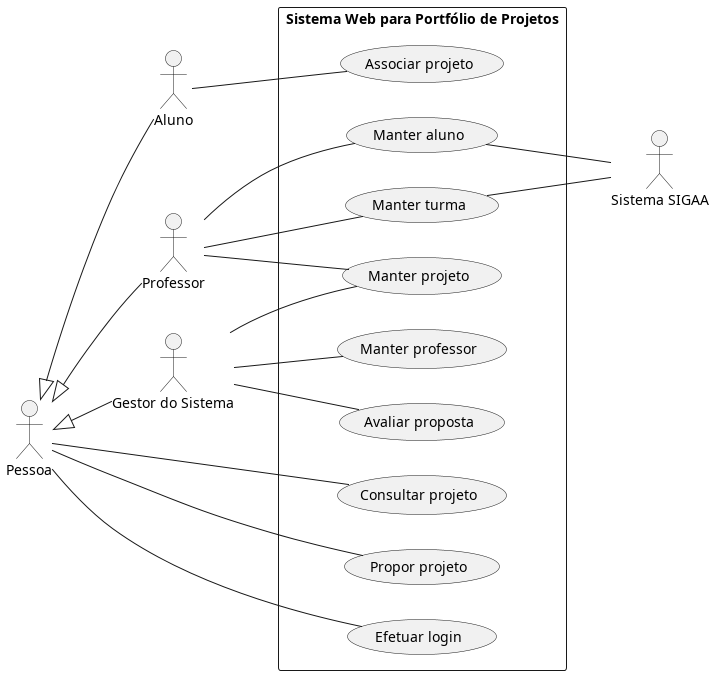 Sistema Web para Portfólio de Projetos
Associar projeto
Aluno
Manter aluno
Sistema SIGAA
Manter turma
Professor
Manter projeto
Manter professor
Gestor do Sistema
Avaliar proposta
Pessoa
Consultar projeto
Propor projeto
Efetuar login